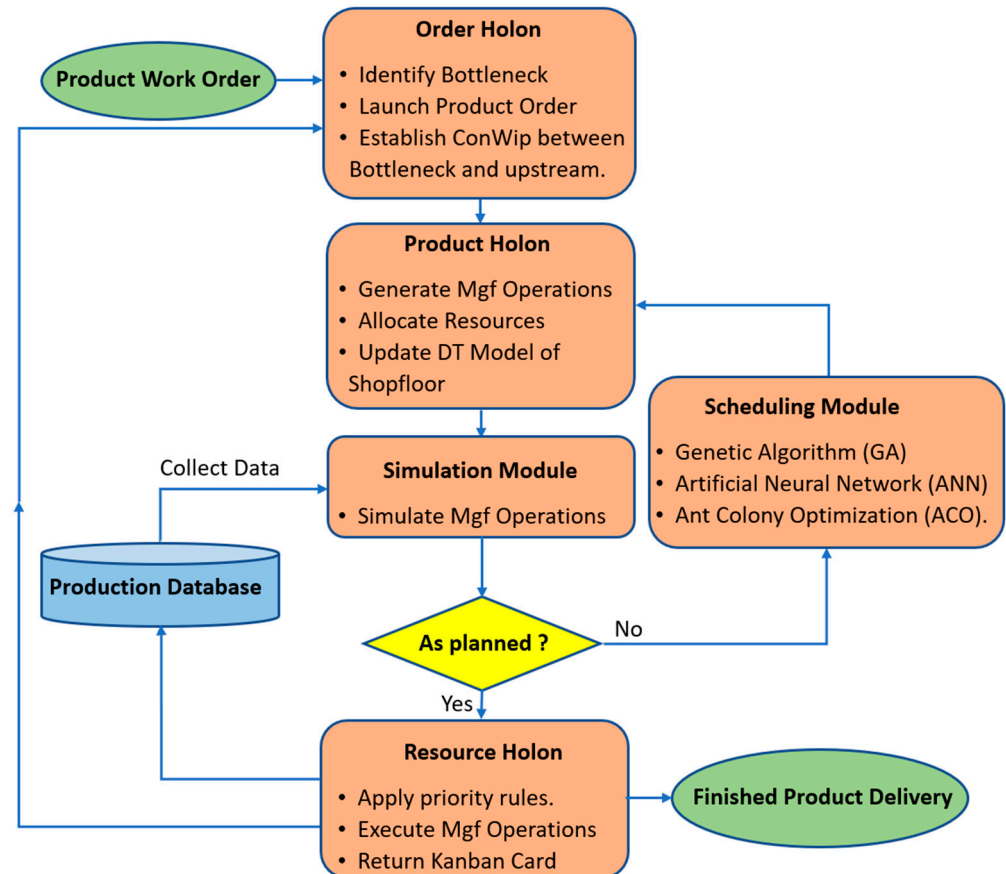 Order Holon
Product Work Order
• Identify Bottleneck
• Launch Product Order
• Establish ConWip between
Bottleneck and upstream.
Product Holon
• Generate Mgf Operations
• Allocate Resources
• Update DT Model of
Shopfloor
Scheduling Module
• Genetic Algorithm (GA)
• Artificial Neural Network (ANN)
• Ant Colony Optimization (ACO).
Collect Data
Simulation Module
• Simulate Mgf Operations
Production Database
As planned ?
No
Yes
Resource Holon
• Apply priority rules.
• Execute Mgf Operations
• Return Kanban Card
Finished Product Delivery